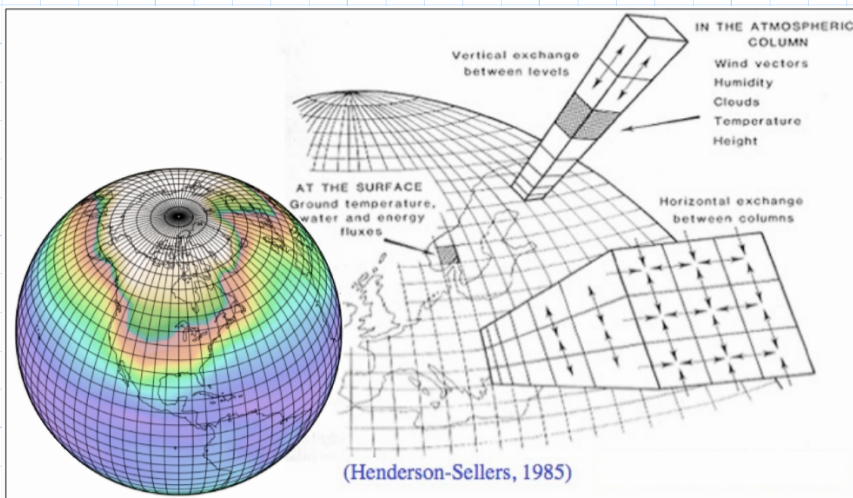 IN THE ATMOSPHERIC
COLUMN
Wind vectors
Humidity
Clouds
Temperature
Height
Vertical exchange
between levels
AT THE SURFACE
Ground temperature,
water and energy
fluxes
Horizontal exchange
between columns
(Henderson-Sellers, 1985)